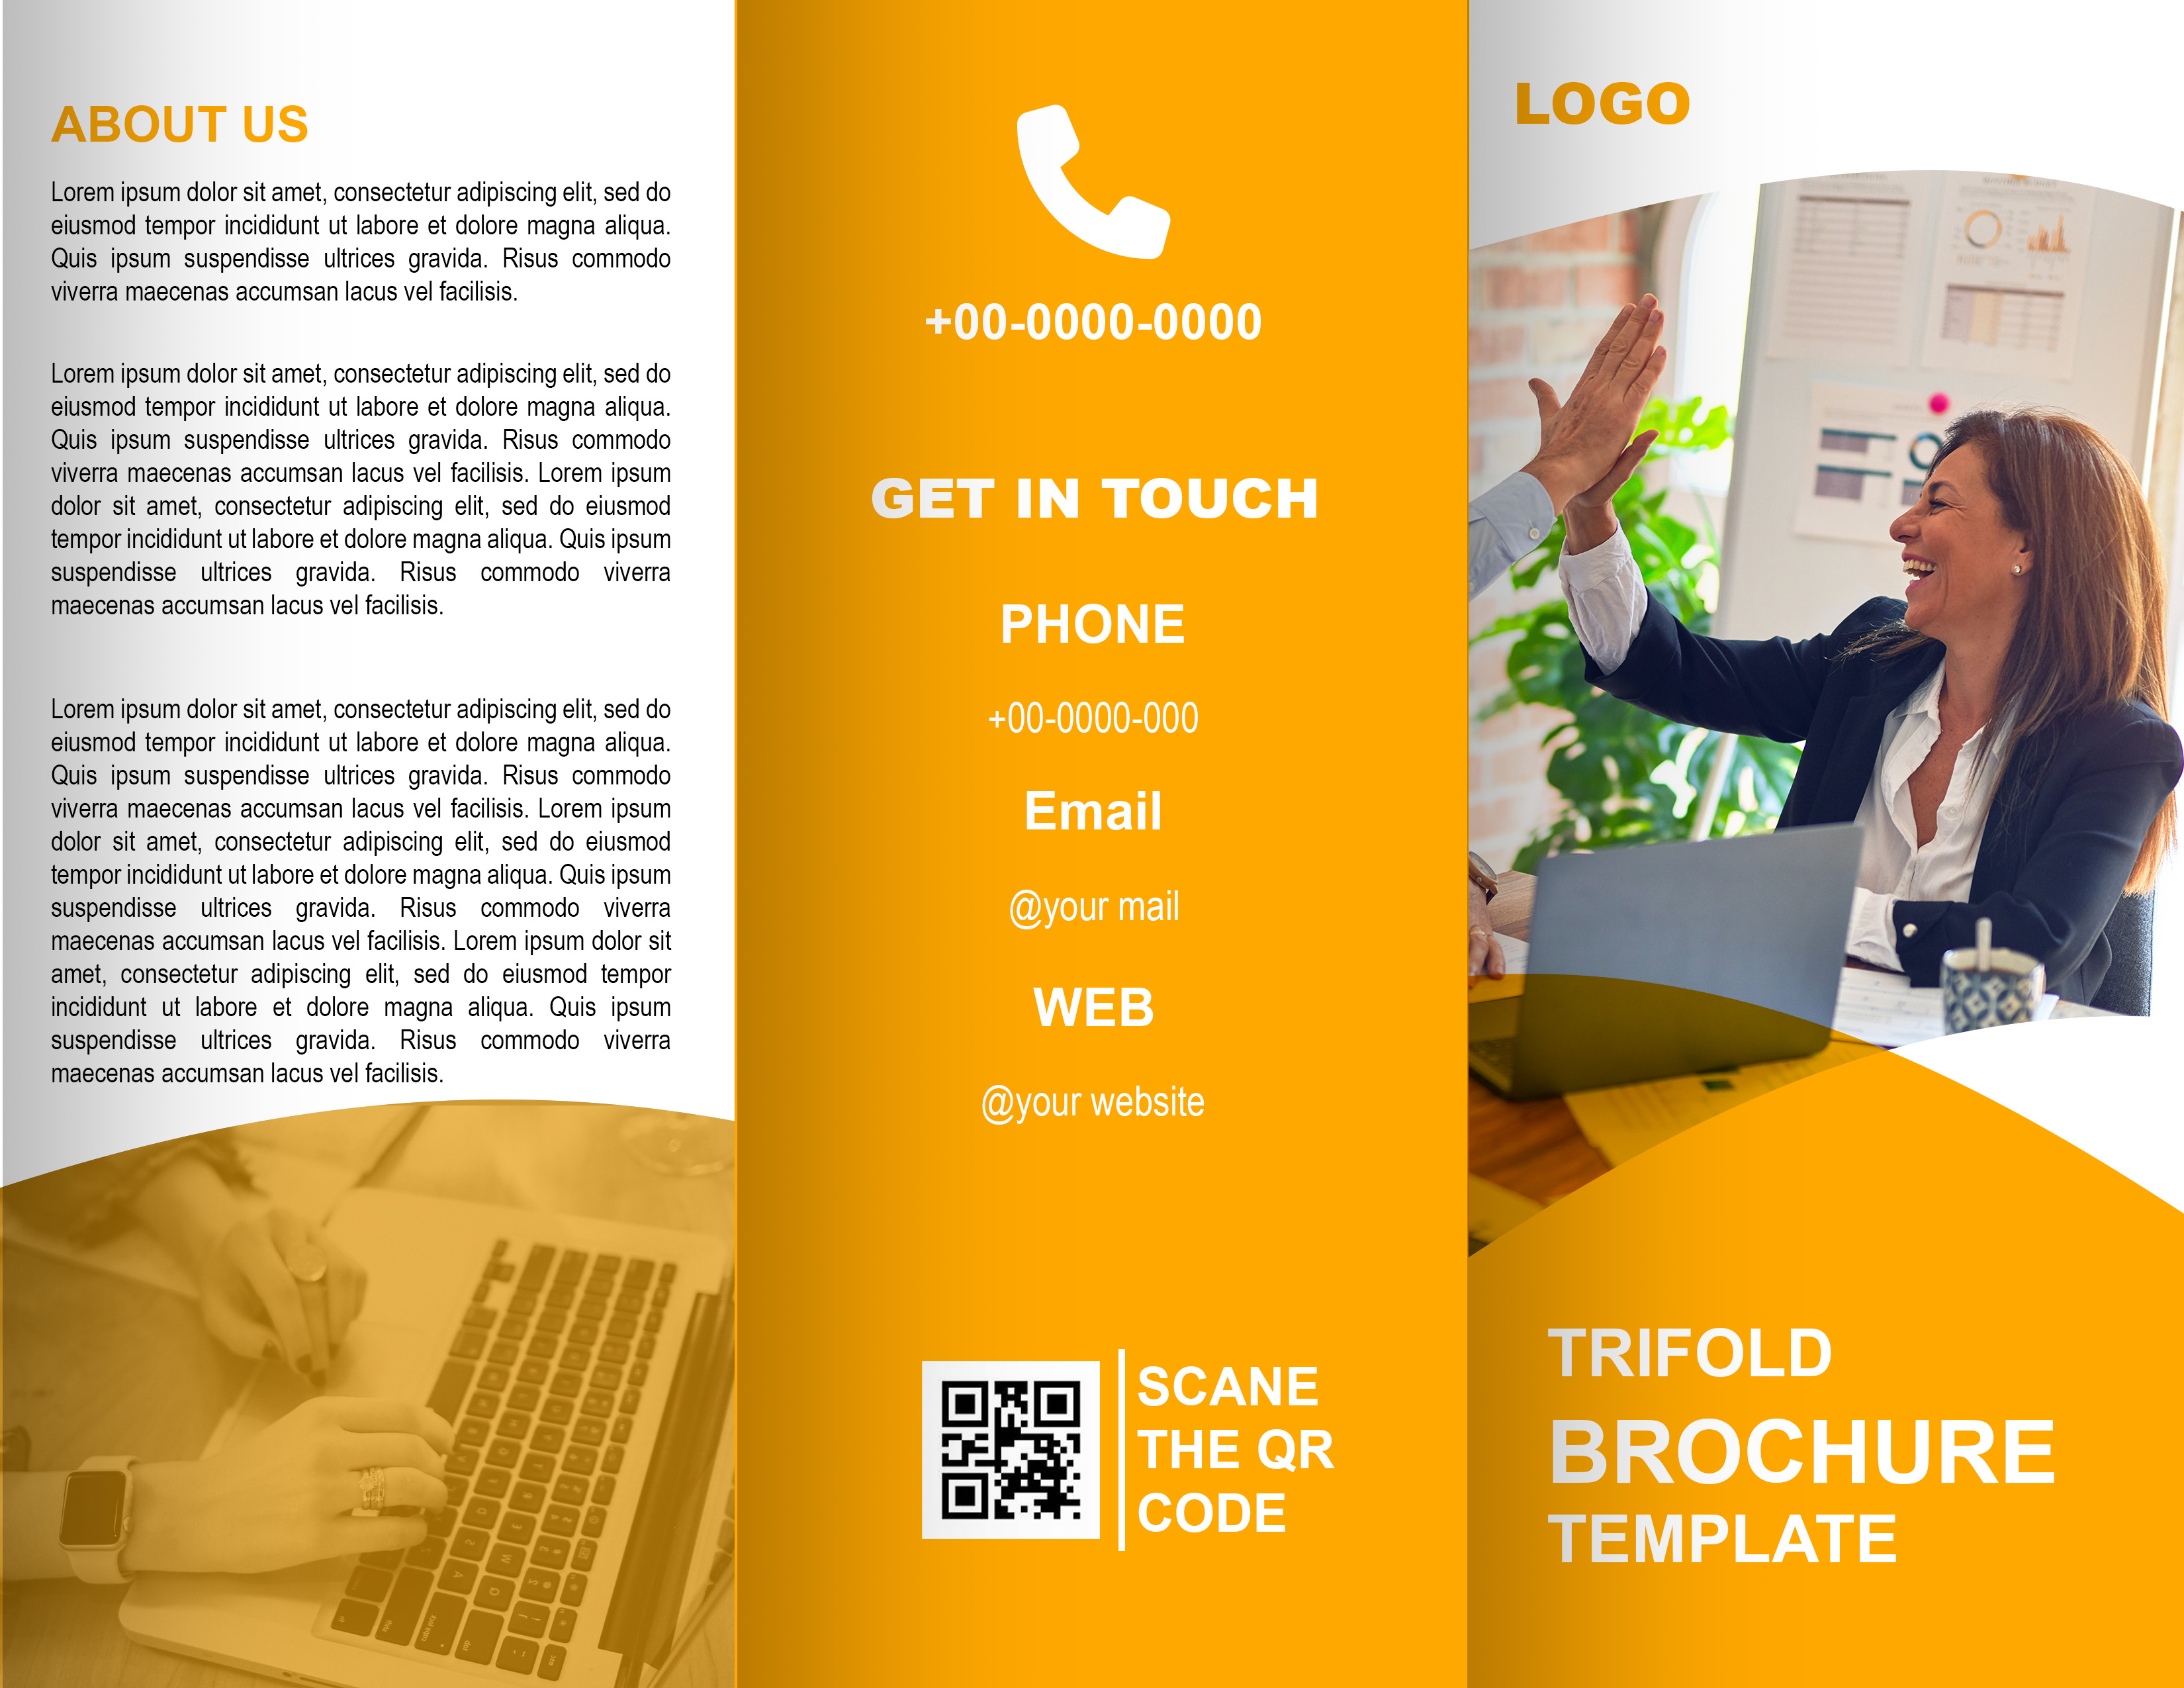 ABOUT US
Lorem ipsum dolor sit amet, consectetur adipiscing elit, sed do
eiusmod tempor incididunt ut labore et dolore magna aliqua.
Quis ipsum suspendisse ultrices gravida. Risus commodo
viverra maecenas accumsan lacus vel facilisis.
Lorem ipsum dolor sit amet, consectetur adipiscing elit, sed do
eiusmod tempor incididunt ut labore et dolore magna aliqua.
Quis ipsum suspendisse ultrices gravida. Risus commodo
viverra maecenas accumsan lacus vel facilisis. Lorem ipsum
dolor sit amet, consectetur adipiscing elit, sed do eiusmod
tempor incididunt ut labore et dolore magna aliqua. Quis ipsum
suspendisse ultrices gravida. Risus commodo viverra
maecenas accumsan lacus vel facilisis.
Lorem ipsum dolor sit amet, consectetur adipiscing elit, sed do
eiusmod tempor incididunt ut labore et dolore magna aliqua.
Quis ipsum suspendisse ultrices gravida. Risus commodo
viverra maecenas accumsan lacus vel facilisis. Lorem ipsum
dolor sit amet, consectetur adipiscing elit, sed do eiusmod
tempor incididunt ut labore et dolore magna aliqua. Quis ipsum
suspendisse ultrices gravida. Risus commodo viverra
maecenas accumsan lacus vel facilisis. Lorem ipsum dolor sit
amet, consectetur adipiscing elit, sed do eiusmod tempor
incididunt ut labore et dolore magna aliqua. Quis ipsum
suspendisse ultrices gravida. Risus commodo viverra
maecenas accumsan lacus vel facilisis.
+00-0000-0000
GET IN TOUCH
PHONE
+00-0000-000
Email
@your mail
WEB
@your website
SCANE
THE QR
CODE
LOGO
TRIFOLD
BROCHURE
TEMPLATE